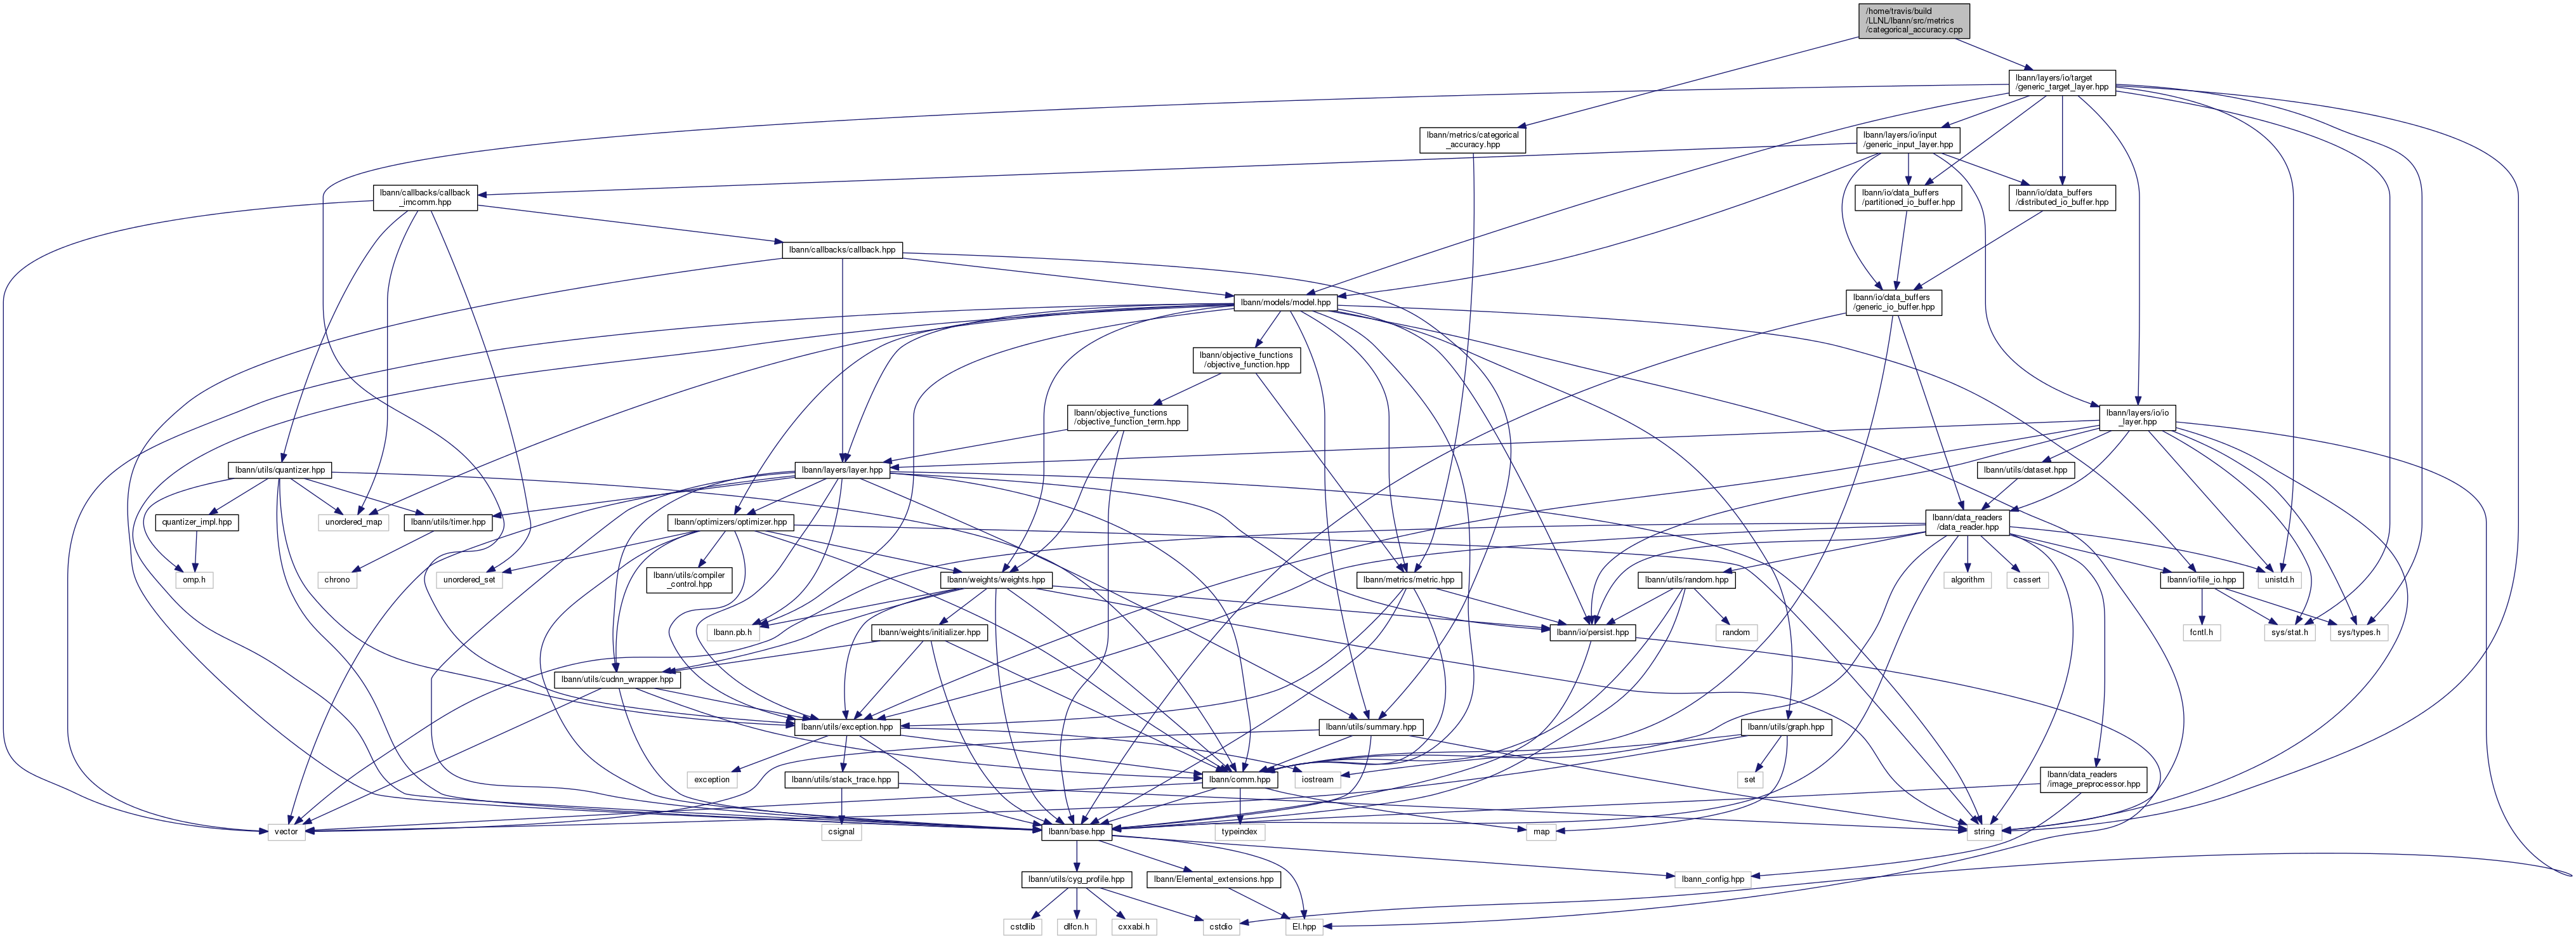 /home/travis/build
/LLNL/lbann/src/metrics
/categorical_accuracy.cpp
lbann/layers/io/target
/generic_target_layer.hpp
lbann/metrics/categorical
_accuracy.hpp
lbann/layers/io/input
/generic_input_layer.hpp
lbann/callbacks/callback
_imcomm.hpp
lbann/io/data_buffers
/partitioned_io_buffer.hpp
lbann/io/data_buffers
/distributed_io_buffer.hpp
lbann/callbacks/callback.hpp
lbann/models/model.hpp
lbann/io/data_buffers
/generic_io_buffer.hpp
lbann/objective_functions
/objective_function.hpp
lbann/objective_functions
/objective_function_term.hpp
lbann/layers/io/io
_layer.hpp
lbann/utils/quantizer.hpp
lbann/layers/layer.hpp
lbann/utils/dataset.hpp
quantizer_impl.hpp
unordered_map
lbann/utils/timer.hpp
lbann/optimizers/optimizer.hpp
lbann/data_readers
/data_reader.hpp
omp.h
chrono
unordered_set
lbann/utils/compiler
_control.hpp
lbann/weights/weights.hpp
lbann/metrics/metric.hpp
lbann/utils/random.hpp
algorithm
cassert
lbann/io/file_io.hpp
unistd.h
lbann.pb.h
lbann/weights/initializer.hpp
lbann/io/persist.hpp
random
fcntl.h
sys/stat.h
sys/types.h
lbann/utils/cudnn_wrapper.hpp
lbann/utils/exception.hpp
lbann/utils/summary.hpp
lbann/utils/graph.hpp
exception
lbann/utils/stack_trace.hpp
lbann/comm.hpp
iostream
set
lbann/data_readers
/image_preprocessor.hpp
vector
csignal
lbann/base.hpp
typeindex
map
string
lbann/utils/cyg_profile.hpp
lbann/Elemental_extensions.hpp
lbann_config.hpp
cstdlib
dlfcn.h
cxxabi.h
cstdio
El.hpp